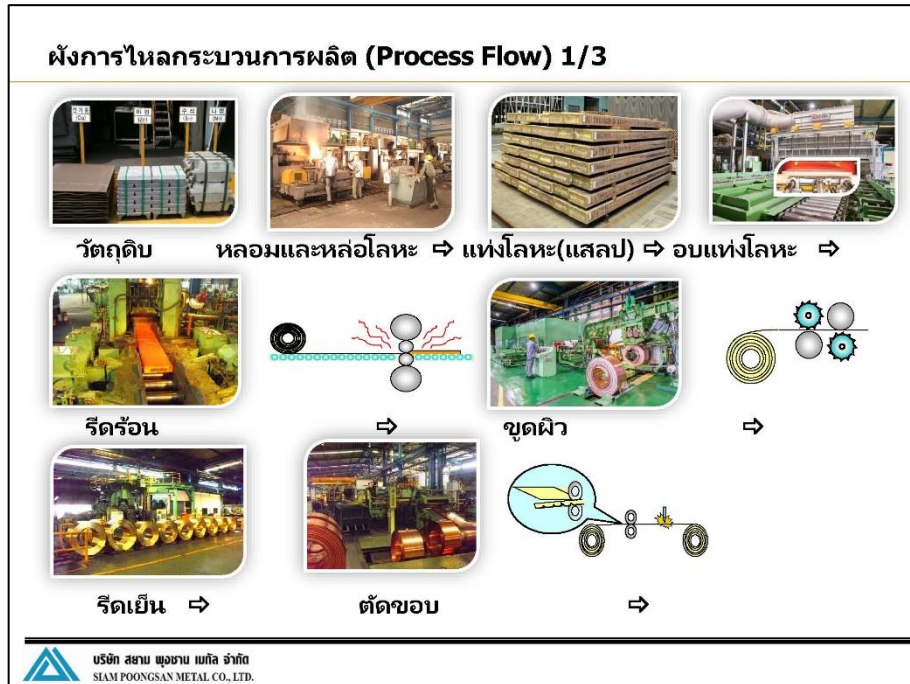 ผังการไหลกระบวนการผลิต (Process Flow) 1/3
วัตถุดิบ
หลอมและหล่อโลหะ ⇨ แท่งโลหะ(แสลป) ⇨ อบแท่งโลหะ ⇨
รีดร้อน ⇨ ขูดผิว ⇨
รีดเย็น ⇨ ตัดขอบ ⇨
บริษัท สยาม พุงซาน เมทัล จำกัด
SIAM POONGSAN METAL CO., LTD.